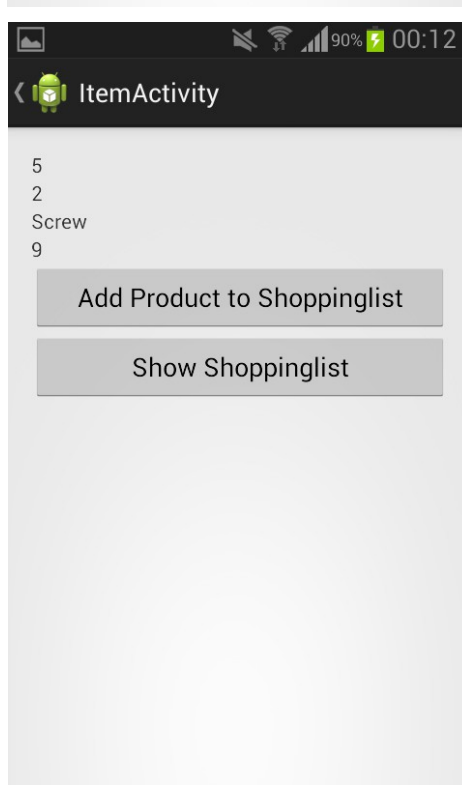 90% 00:12
ItemActivity
5
2
Screw
9
Add Product to Shoppinglist
Show Shoppinglist